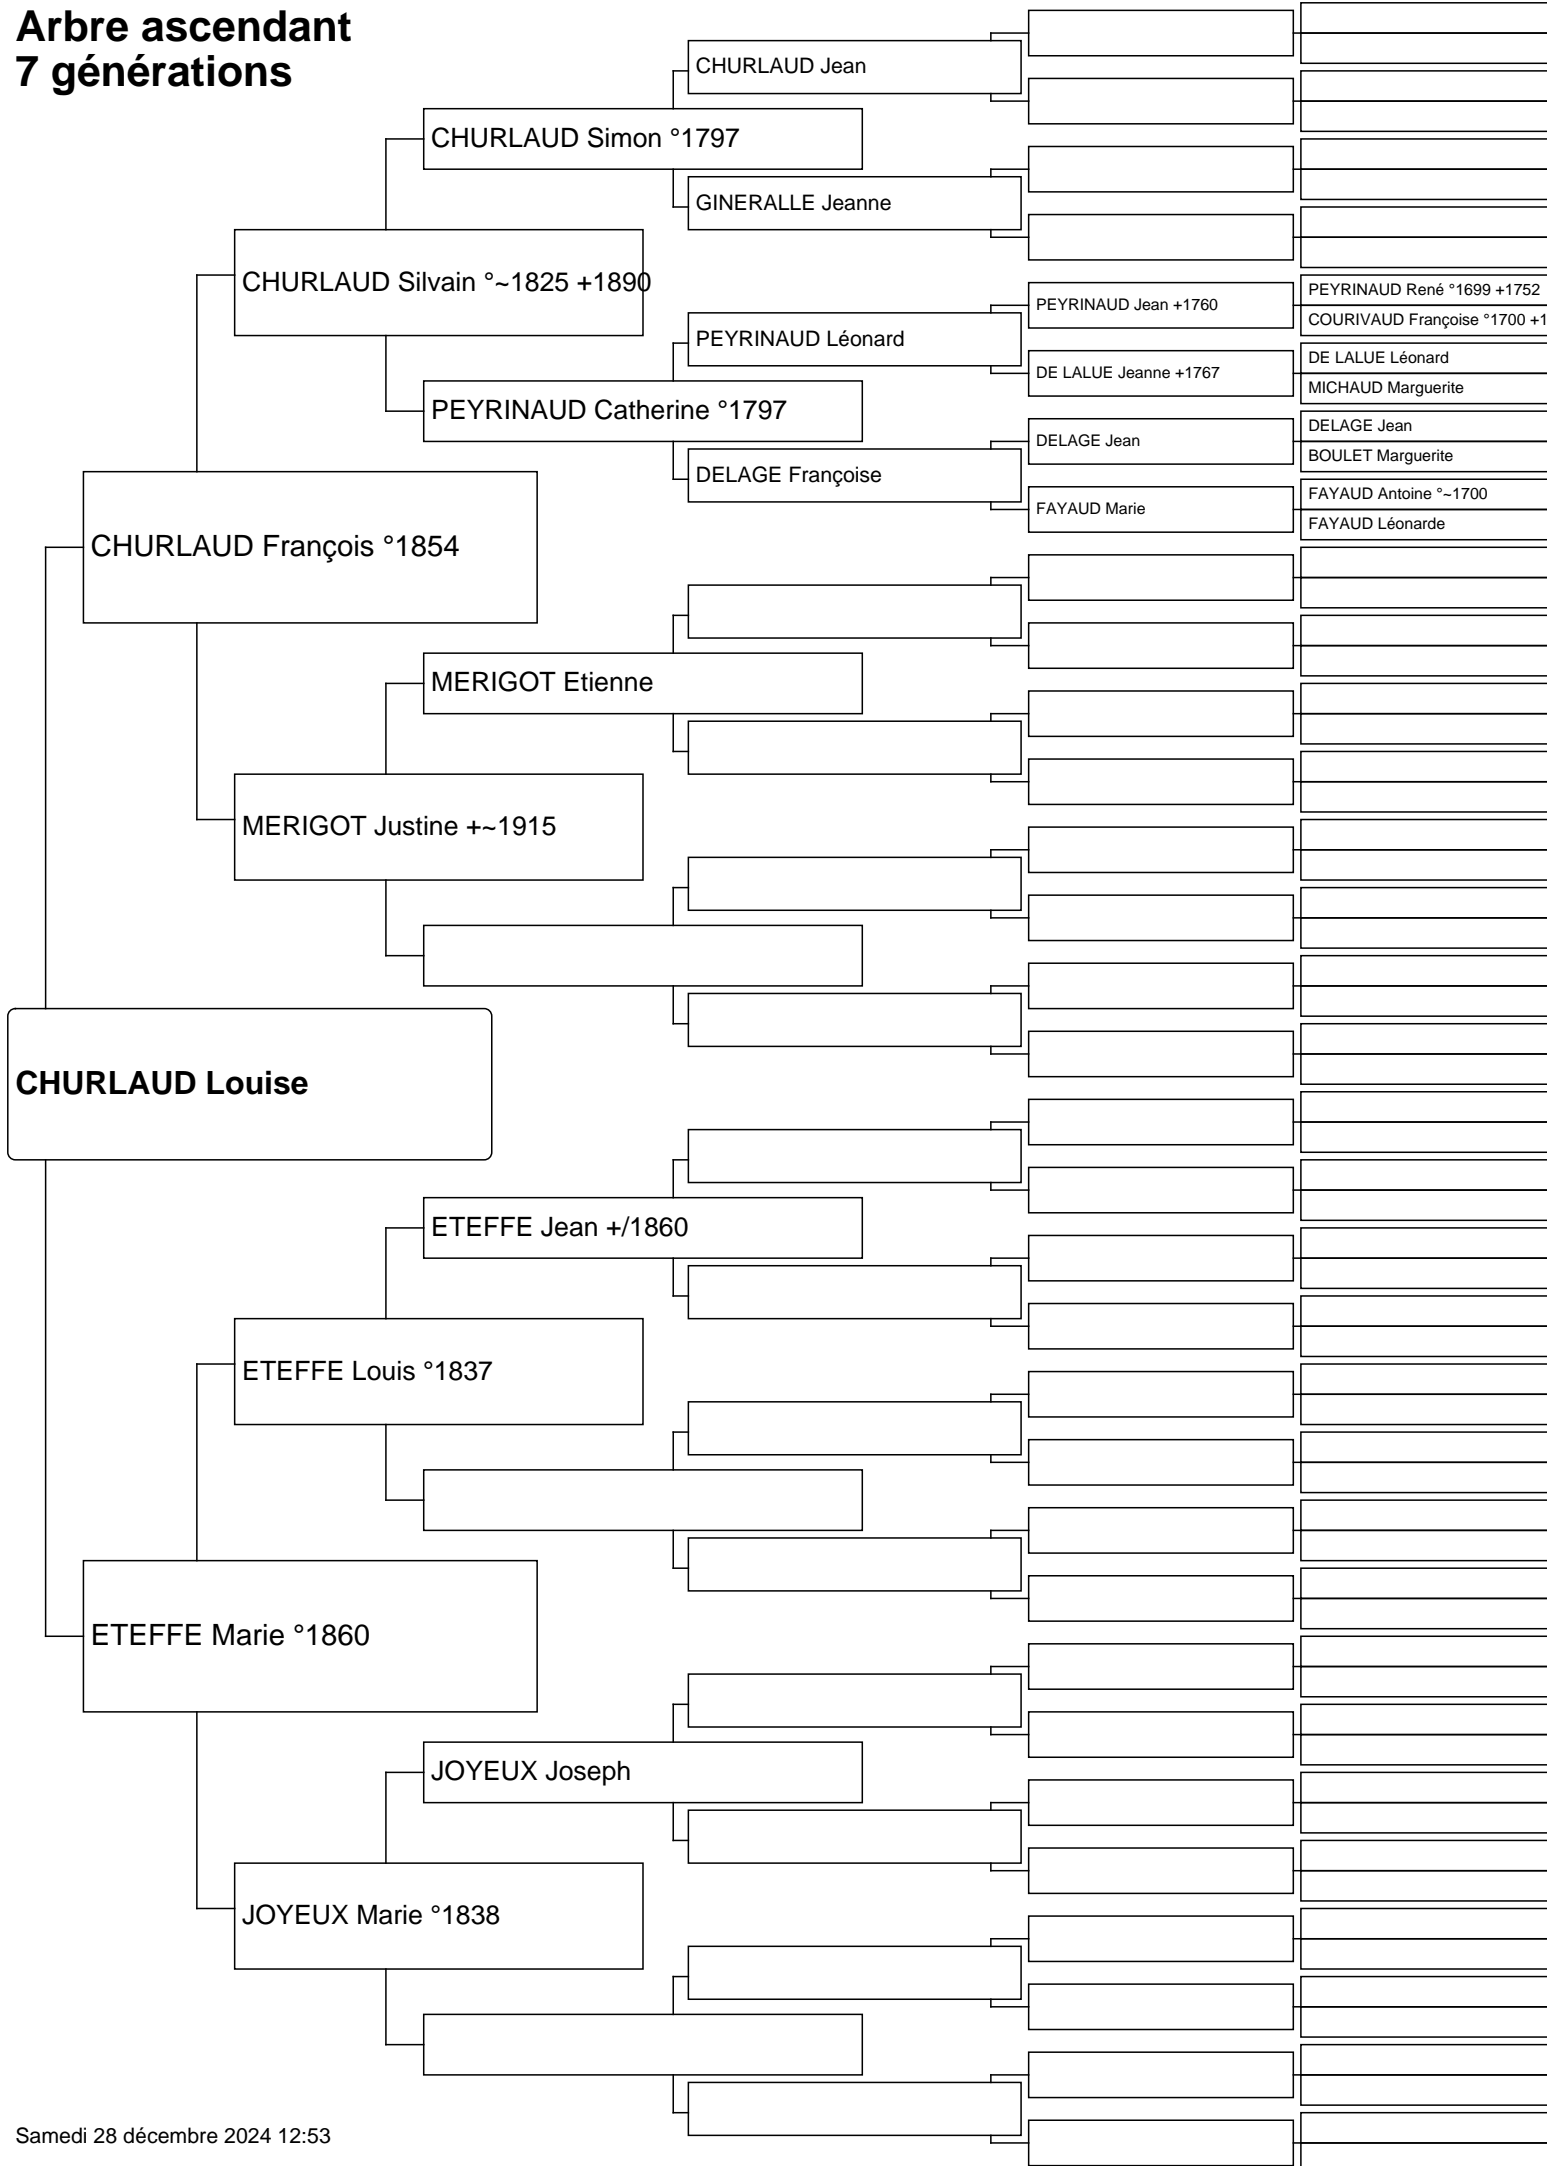 Arbre ascendant
7 générations
CHURLAUD Jean
CHURLAUD Simon °1797
GINERALLE Jeanne
CHURLAUD Silvain °~1825 +1890
PEYRINAUD René °1699 +1752
PEYRINAUD Jean +1760
COURIVAUD Françoise °1700 +1
PEYRINAUD Léonard
DE LALUE Léonard
DE LALUE Jeanne +1767
MICHAUD Marguerite
PEYRINAUD Catherine °1797
DELAGE Jean
DELAGE Jean
BOULET Marguerite
DELAGE Françoise
FAYAUD Antoine °~1700
FAYAUD Marie
FAYAUD Léonarde
CHURLAUD François °1854
MERIGOT Etienne
MERIGOT Justine +~1915
CHURLAUD Louise
ETEFFE Jean +/1860
ETEFFE Louis °1837
ETEFFE Marie °1860
JOYEUX Joseph
JOYEUX Marie °1838
Samedi 28 décembre 2024 12:53